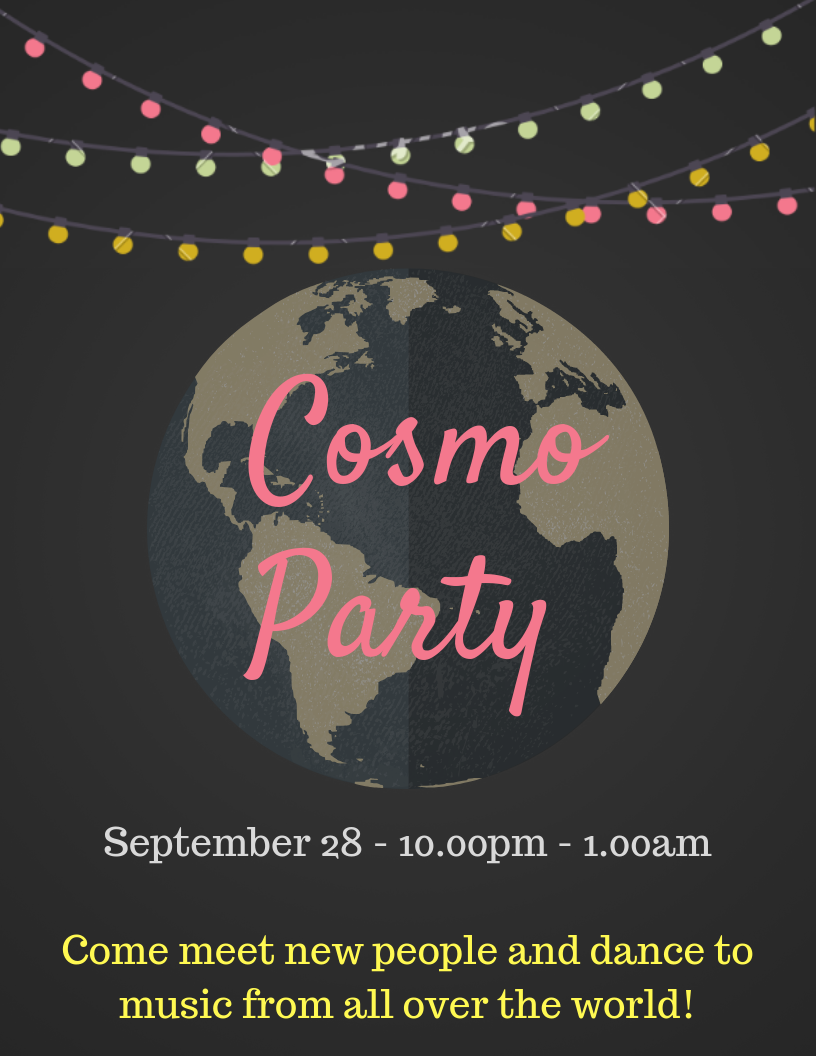 Cosmo
Party
September 28 - 10.00pm - 1.00am
Come meet new people and dance to
music from all over the world!